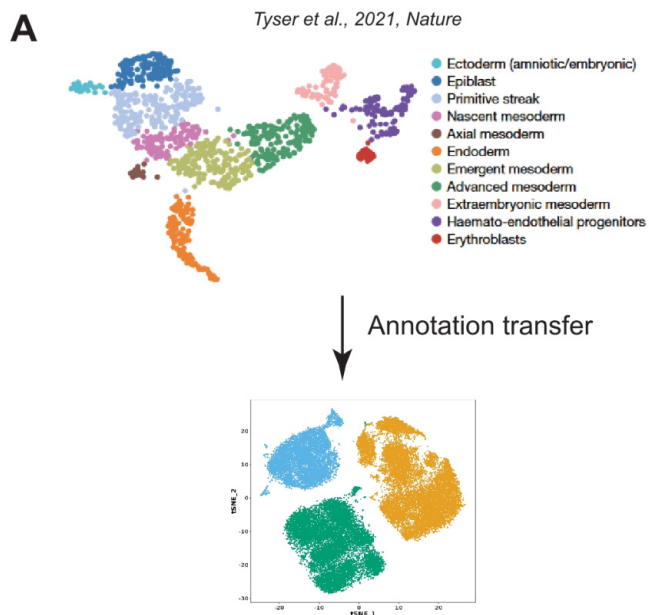 Tyser et al., 2021, Nature
A
Ectoderm (amniotic/embryonic)
Epiblast
Primitive streak
Nascent mesoderm
Axial mesoderm
Endoderm
Emergent mesoderm
Advanced mesoderm
Extraembryonic mesoderm
Haemato-endothelial progenitors
Erythroblasts
Annotation transfer
20
10
0
-10
-20
-30
tSNE_2
-20
-10
0
10
20
tSNE_1